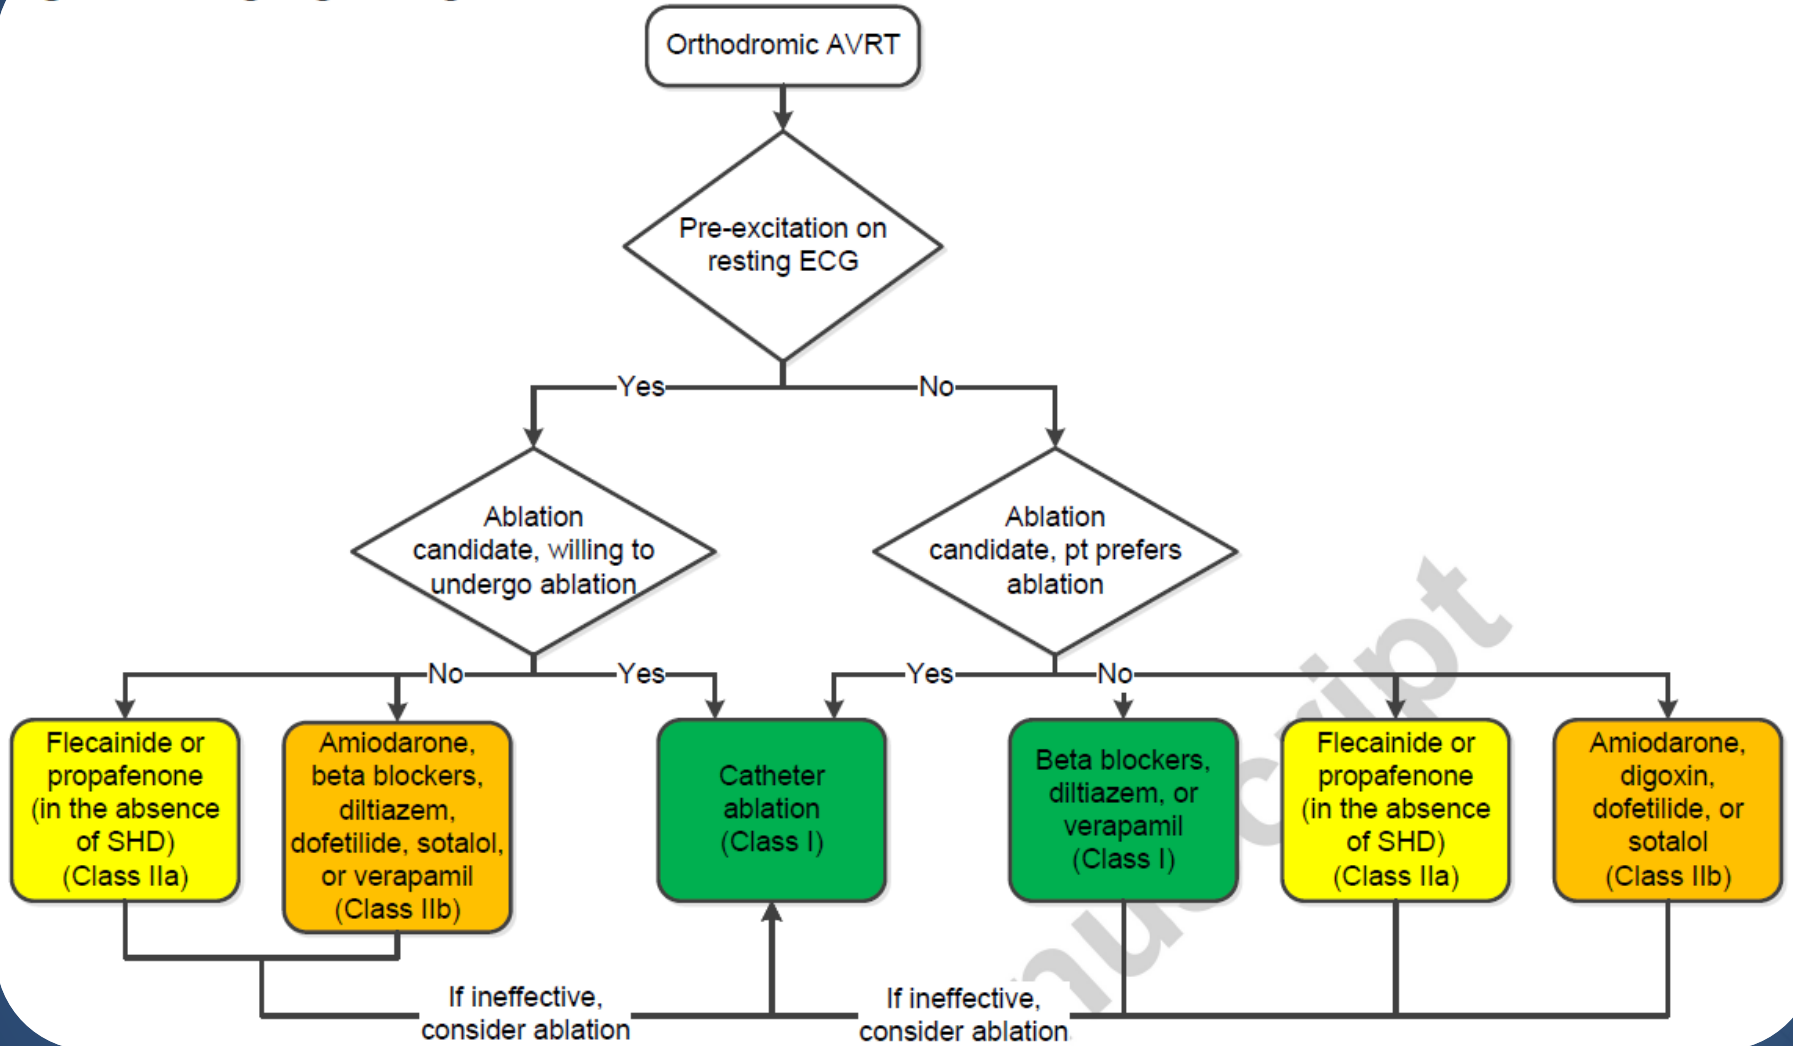 Orthodromic AVRT
Pre-excitation on
resting ECG
Yes
No
Ablation
candidate, willing to
undergo ablation
Ablation
candidate, pt prefers
ablation
No
Yes
Yes
No
Flecainide or
propafenone
(in the absence
of SHD)
(Class IIa)
Amiodarone,
beta blockers,
diltiazem,
dofetilide, sotalol,
or verapamil
(Class IIb)
Catheter
ablation
(Class I)
Beta blockers,
diltiazem, or
verapamil
(Class I)
Flecainide or
propafenone
(in the absence
of SHD)
(Class IIa)
Amiodarone,
digoxin,
dofetilide, or
sotalol
(Class IIb)
If ineffective,
consider ablation
If ineffective,
consider ablation
nuscript